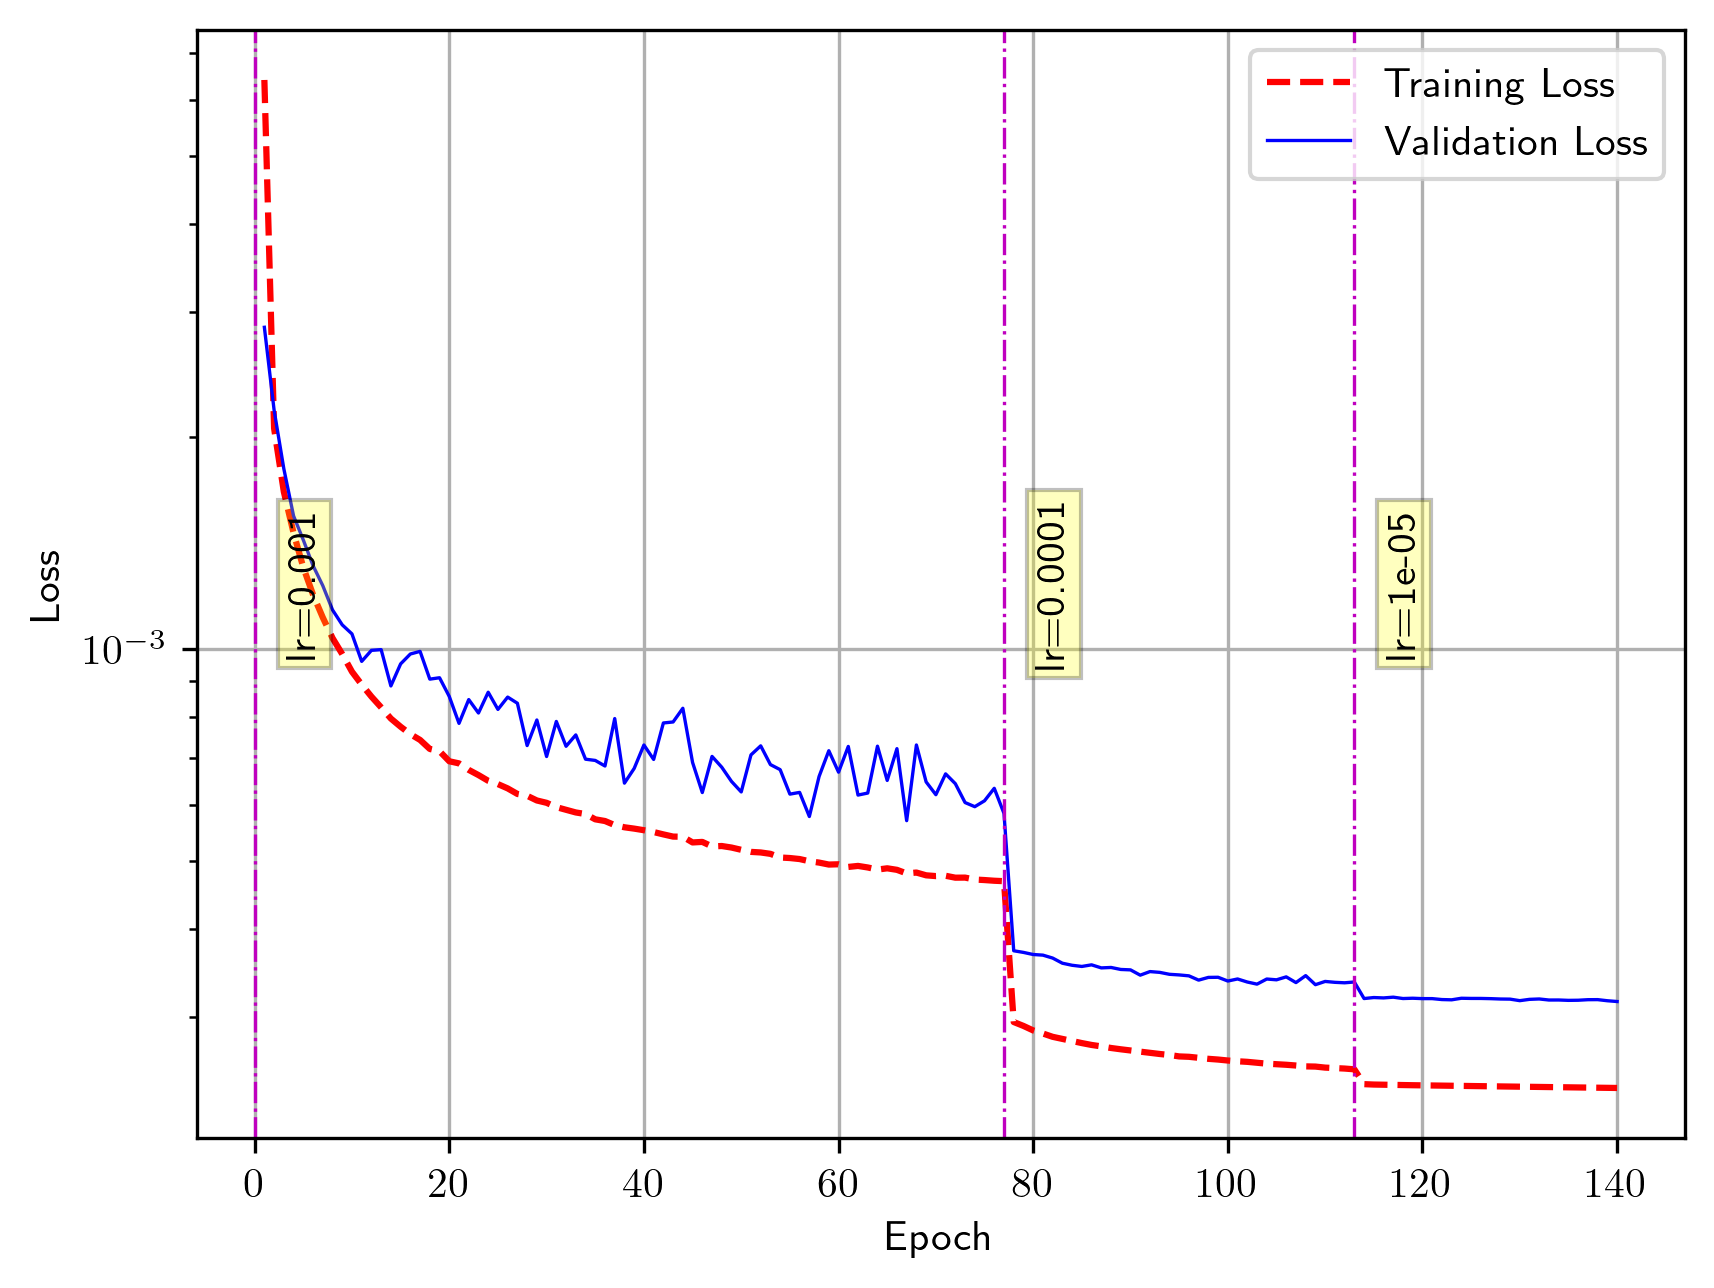 Training Loss
Validation Loss
Loss
10⁻³
lr=0.001
lr=0.0001
lr=1e-05
0 20 40 60 80 100 120 140
Epoch